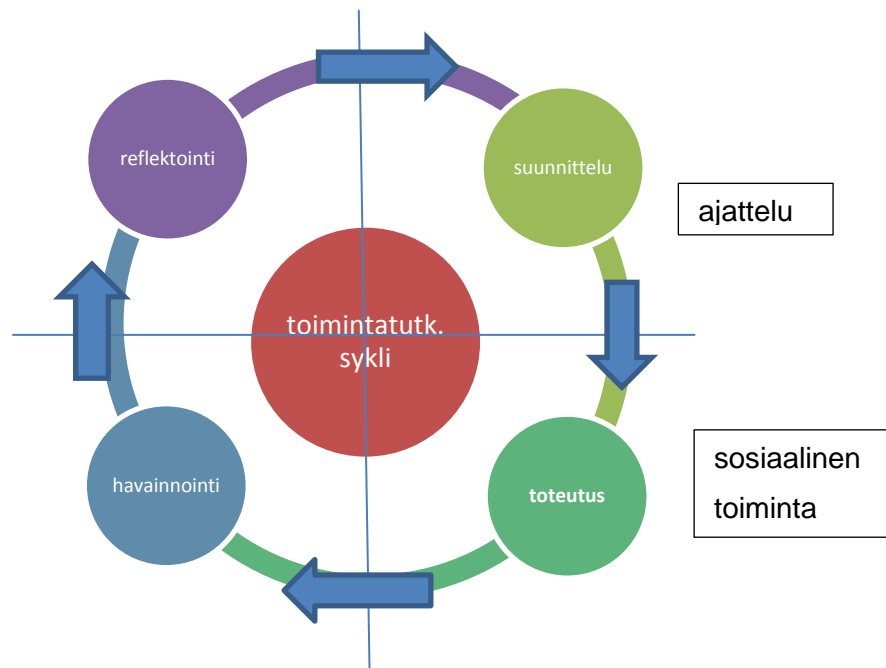 reflektointi
suunnittelu
ajattelu
toimintatutk.
sykli
havainnointi
toteutus
sosiaalinen
toiminta